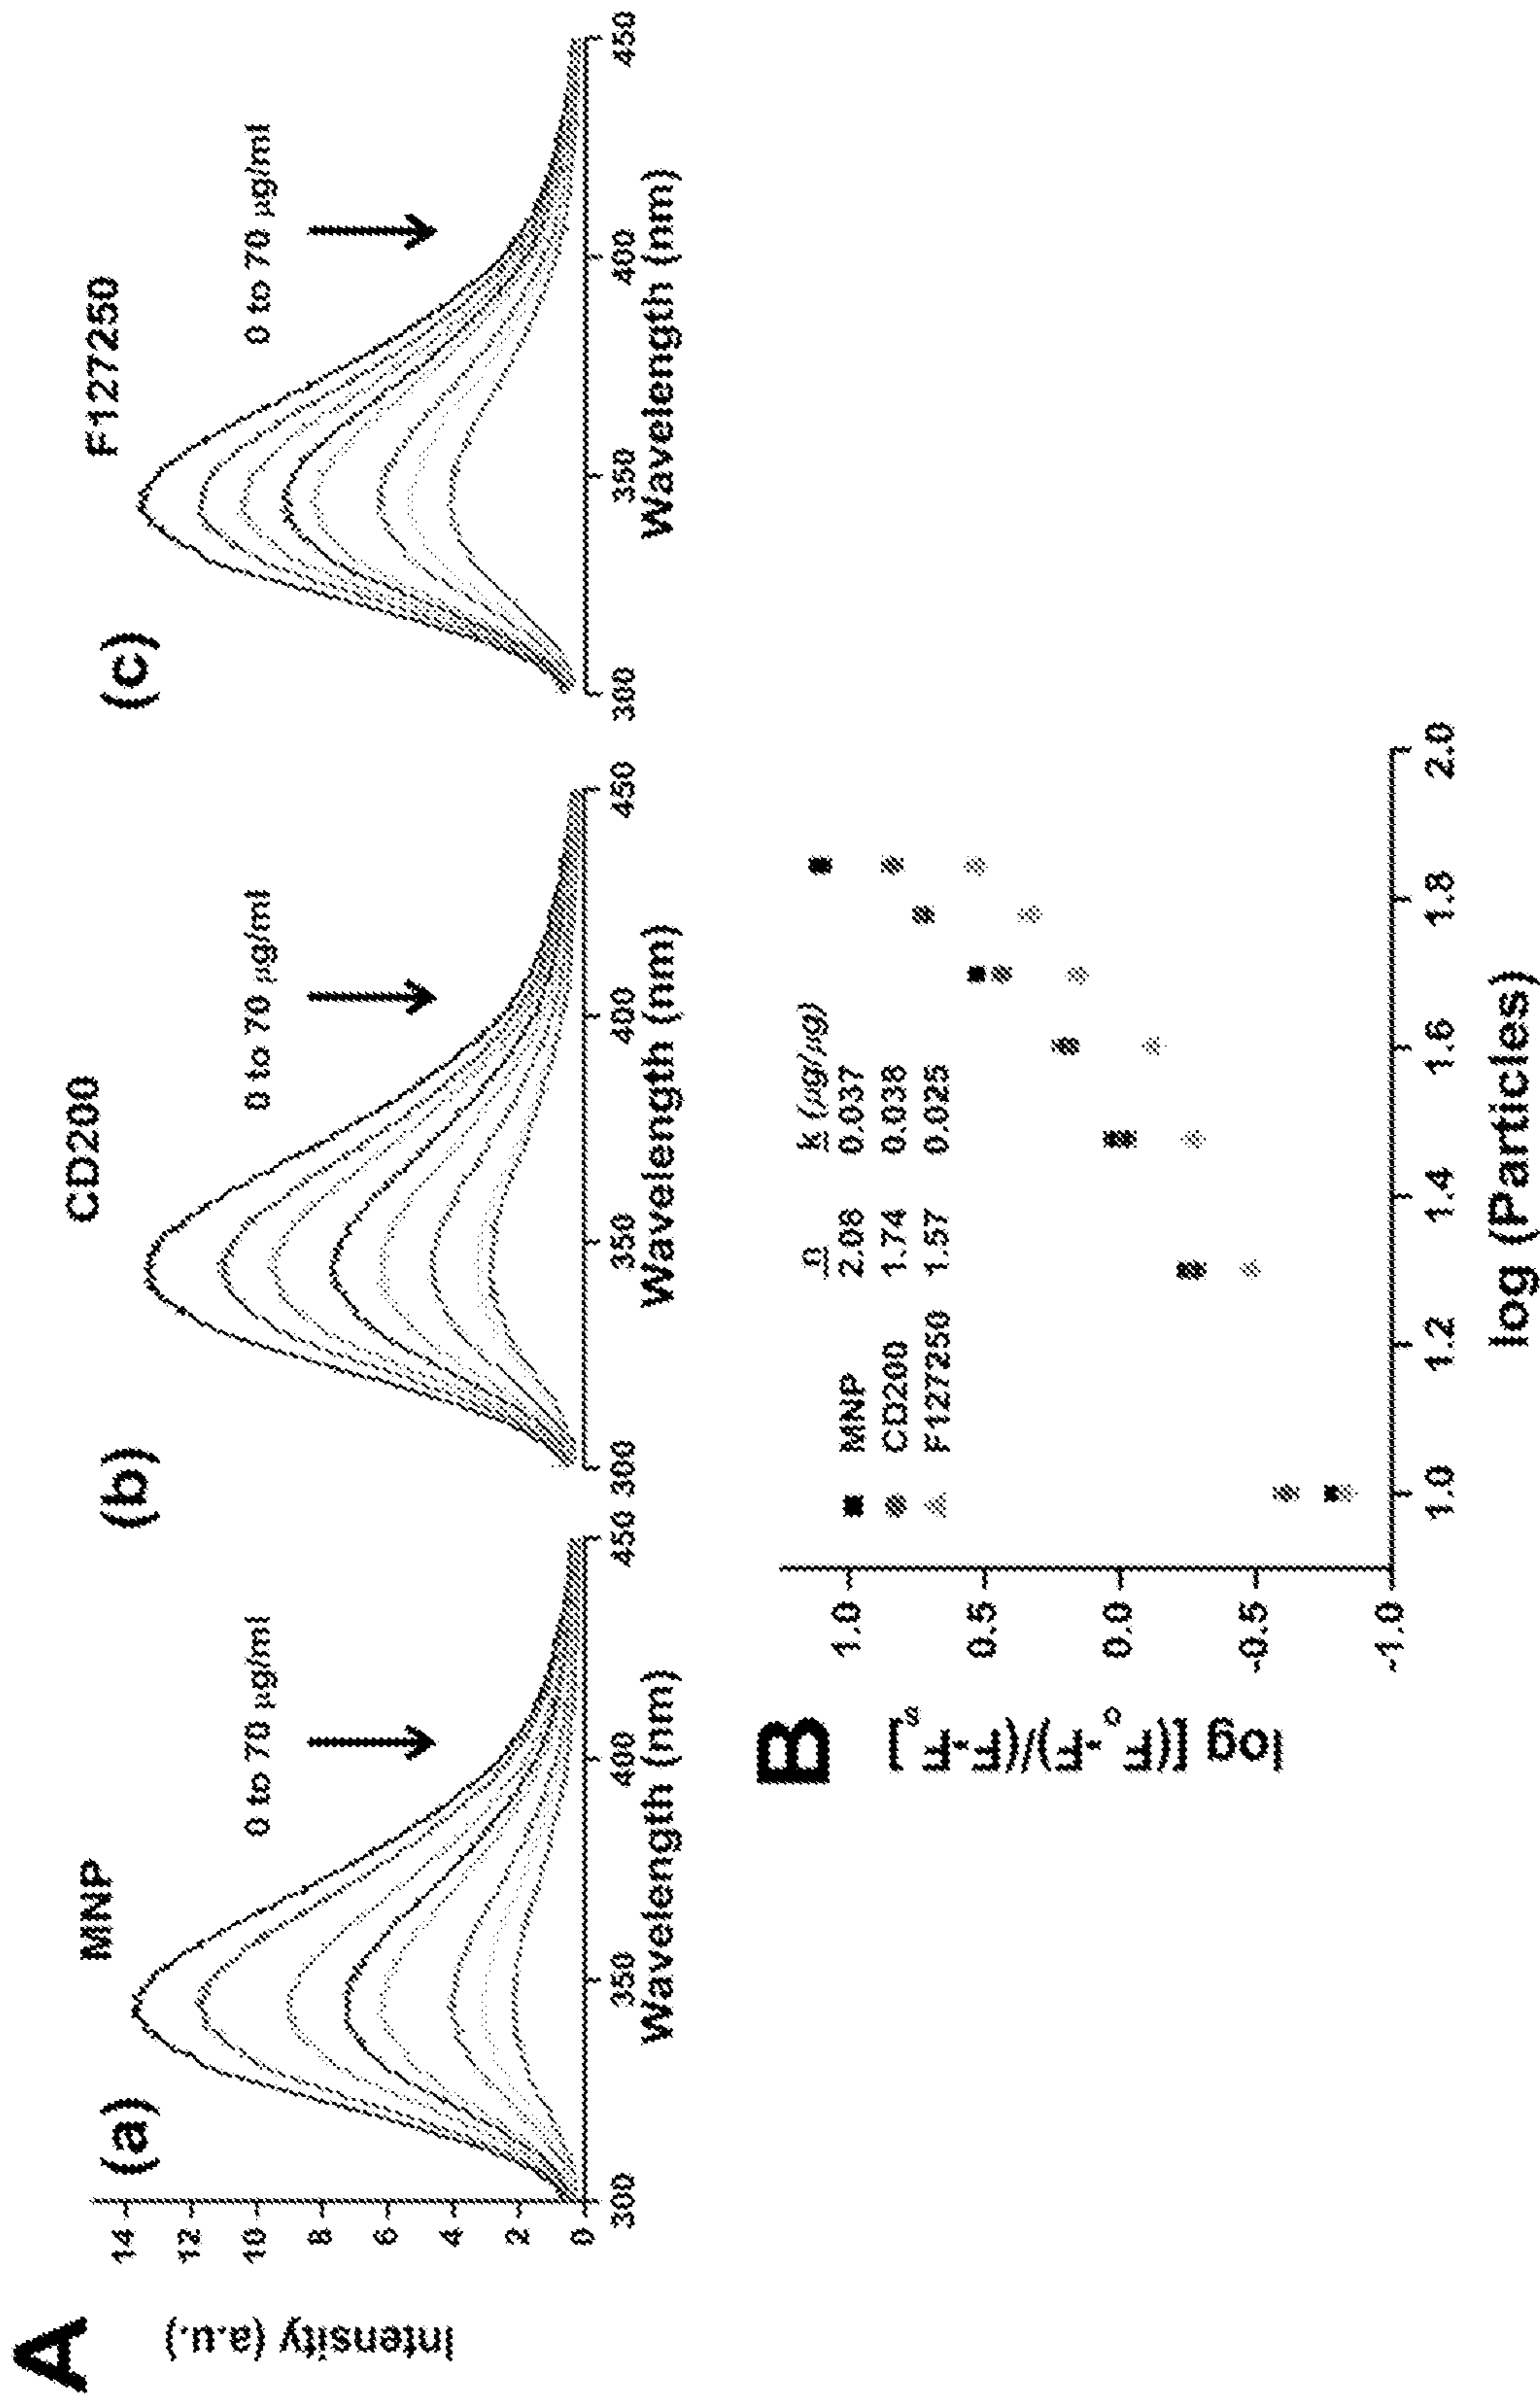 A
(a)
MNP
0 to 70 µg/ml
Intensity (a.u.)
14
12
10
8
6
4
2
0
300
350
400
450
Wavelength (nm)
(b)
CD200
0 to 70 µg/ml
300
350
400
450
Wavelength (nm)
(c)
F127250
0 to 70 µg/ml
300
350
400
450
Wavelength (nm)
B
log [(Fo-F)/(F-Fα]
1.0
0.5
0.0
-0.5
-1.0
n k (µg/µg)
MNP 2.08 0.037
CD200 1.74 0.038
F127250 1.57 0.025
1.0
1.2
1.4
1.6
1.8
2.0
log (Particles)